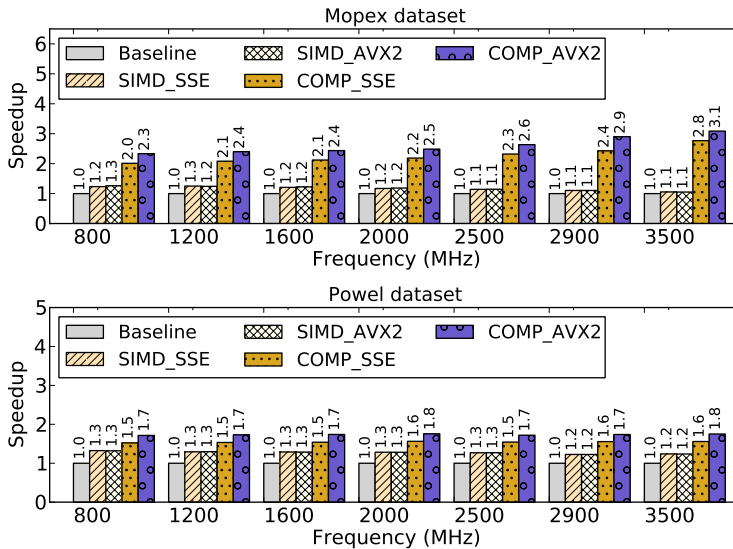 Mopex dataset
Speedup
6
5
4
3
2
1
0
Baseline SIMD_AVX2 COMP_AVX2
SIMD_SSE COMP_SSE
1.0 1.2 1.3 2.0 2.3
1.0 1.3 1.2 2.1 2.4
1.0 1.2 1.2 2.1 2.4
1.0 1.2 1.2 2.2 2.5
1.0 1.1 1.1 2.3 2.6
1.0 1.1 1.1 2.4 2.9
1.0 1.1 1.1 2.8 3.1
800 1200 1600 2000 2500 2900 3500
Frequency (MHz)
Powel dataset
Speedup
5
4
3
2
1
0
Baseline SIMD_AVX2 COMP_AVX2
SIMD_SSE COMP_SSE
1.0 1.3 1.3 1.5 1.7
1.0 1.3 1.3 1.5 1.7
1.0 1.3 1.3 1.5 1.7
1.0 1.3 1.3 1.6 1.8
1.0 1.3 1.3 1.5 1.7
1.0 1.2 1.2 1.6 1.7
1.0 1.2 1.2 1.6 1.8
800 1200 1600 2000 2500 2900 3500
Frequency (MHz)